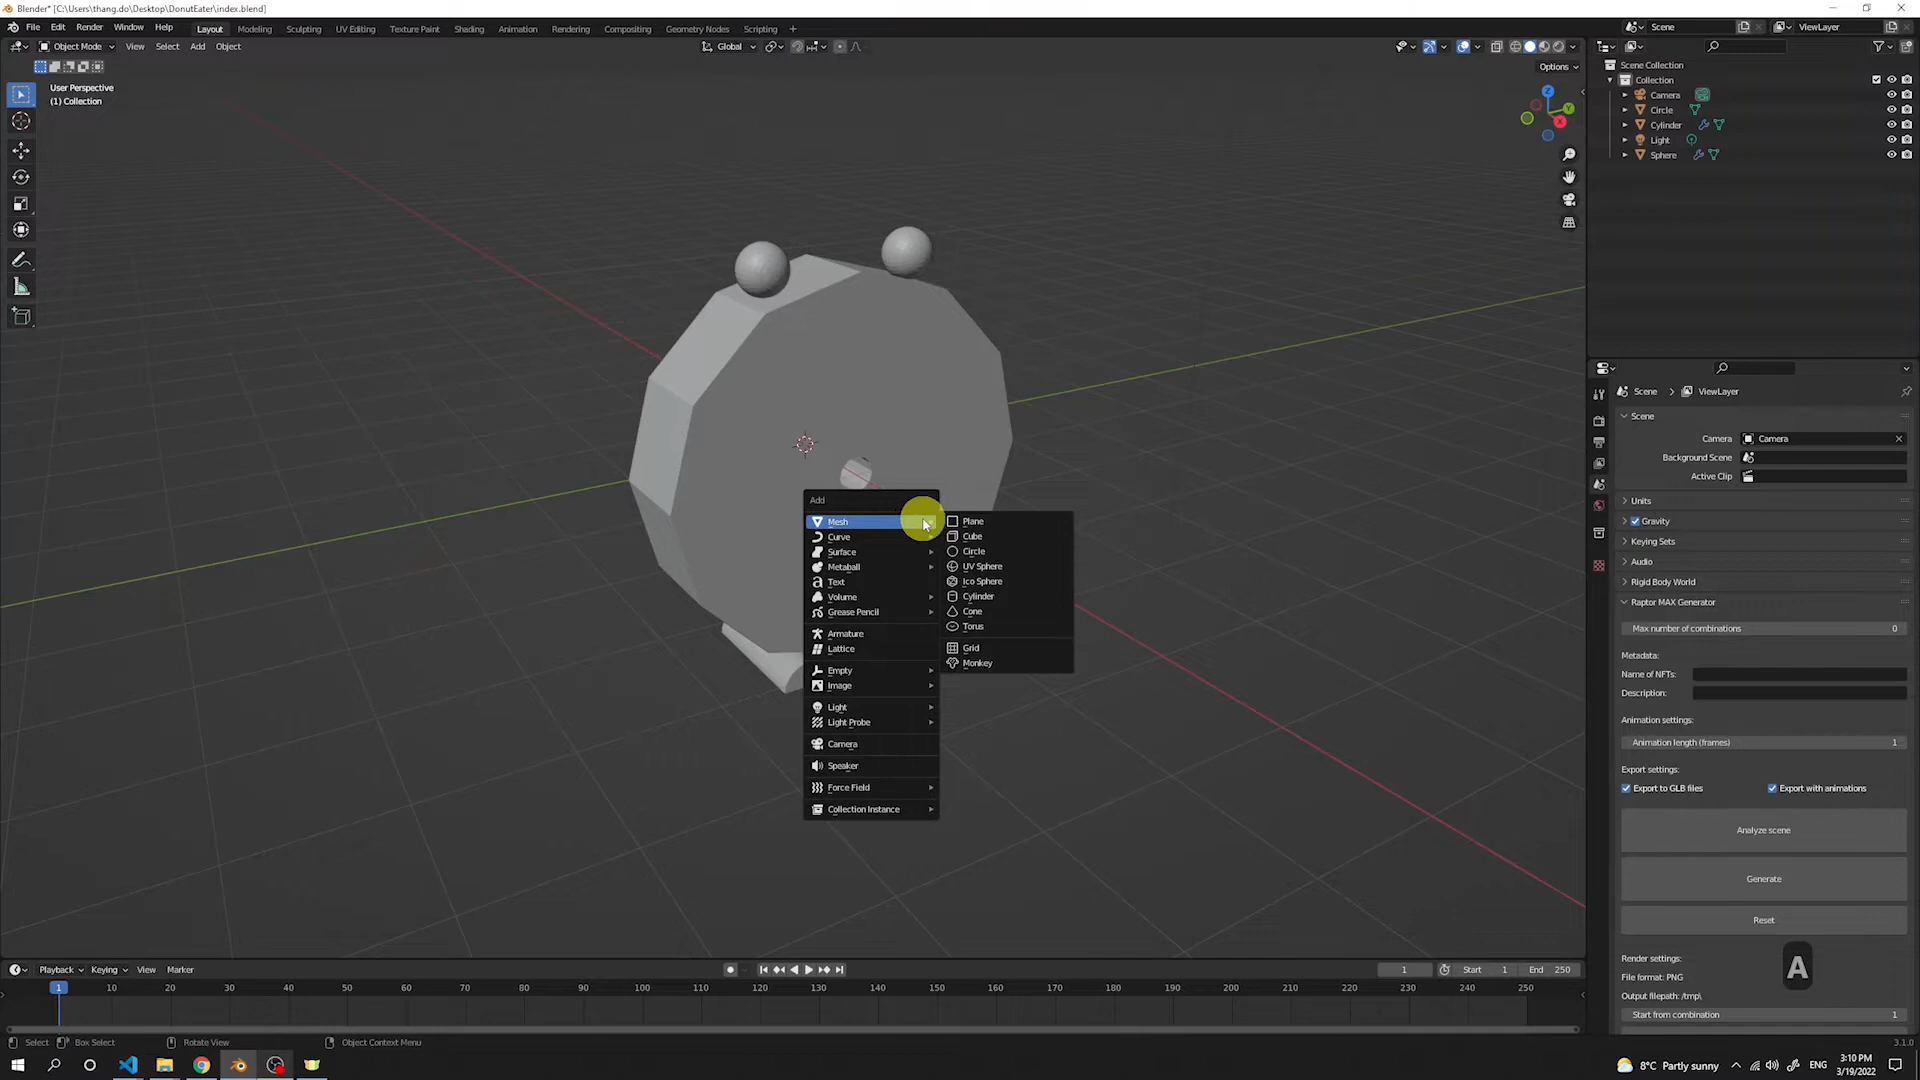 Blender* [C:\Users\thang.do\Desktop\DonutEater\index.blend]
File Edit Render Window Help Layout Modeling Sculpting UV Editing Texture Paint Shading Animation Rendering Compositing Geometry Nodes Scripting + Scene ViewLayer
Object Mode View Select Add Object Global
Options
User Perspective
(1) Collection
Z
Y
X
Scene Collection
Collection
Camera
Circle
Cylinder
Light
Sphere
Scene > ViewLayer
Scene
Camera Camera
Background Scene
Active Clip
Units
Gravity
Keying Sets
Audio
Rigid Body World
Raptor MAX Generator
Max number of combinations 0
Metadata:
Name of NFTs:
Description:
Animation settings:
Animation length (frames) 1
Export settings:
Export to GLB files Export with animations
Analyze scene
Generate
Reset
Render settings:
File format: PNG
Output filepath: /tmp\
Start from combination 1
A
Add
Mesh
Curve
Surface
Metaball
Text
Volume
Grease Pencil
Armature
Lattice
Empty
Image
Light
Light Probe
Camera
Speaker
Force Field
Collection Instance
Plane
Cube
Circle
UV Sphere
Ico Sphere
Cylinder
Cone
Torus
Grid
Monkey
Playback Keying View Marker 1 Start 1 End 250
1 10 20 30 40 50 60 70 80 90 100 110 120 130 140 150 160 170 180 190 200 210 220 230 240 250
Select Box Select Rotate View Object Context Menu 3.1.0
8°C Partly sunny ENG 3:10 PM
3/19/2022